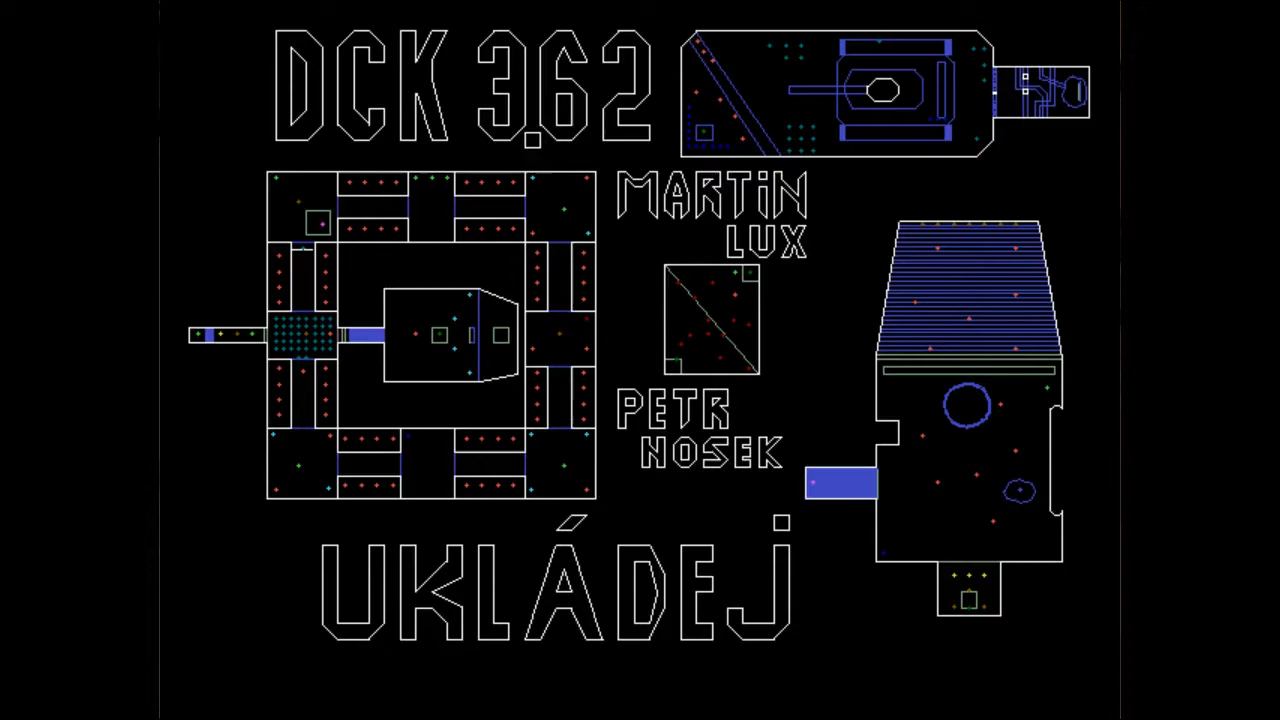 DCK 3.62
MARTiN
LUX
PETR
NOSEK
UKLÁDEj